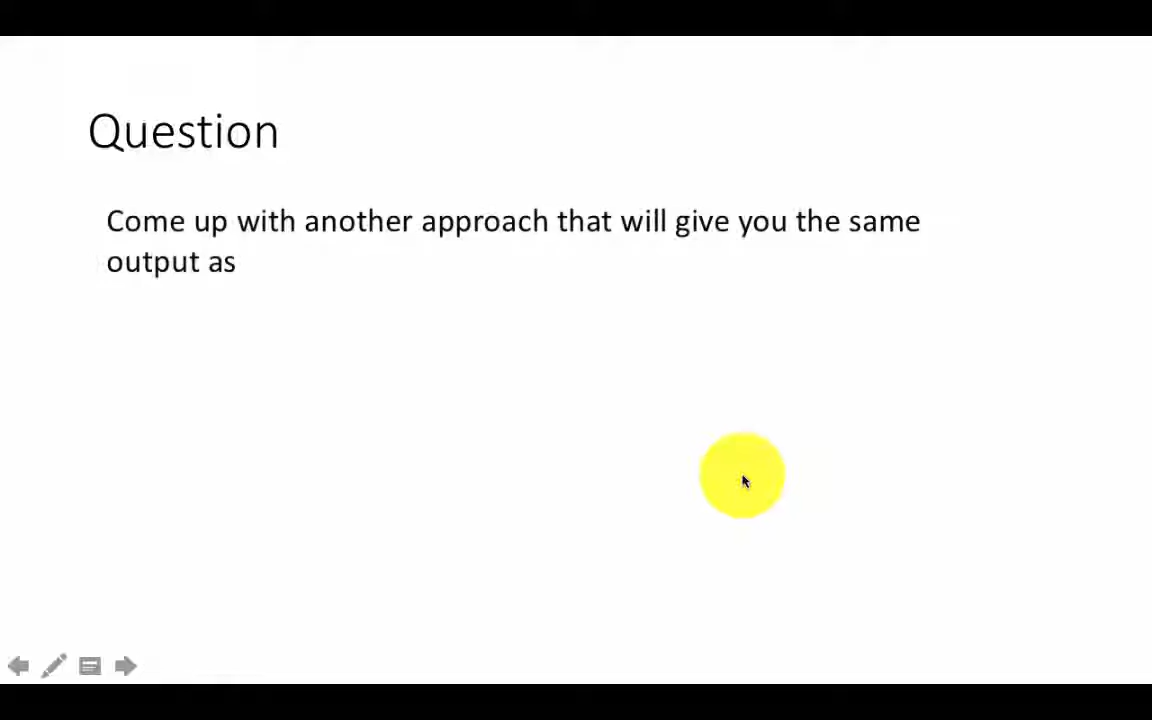 Question
Come up with another approach that will give you the same
output as